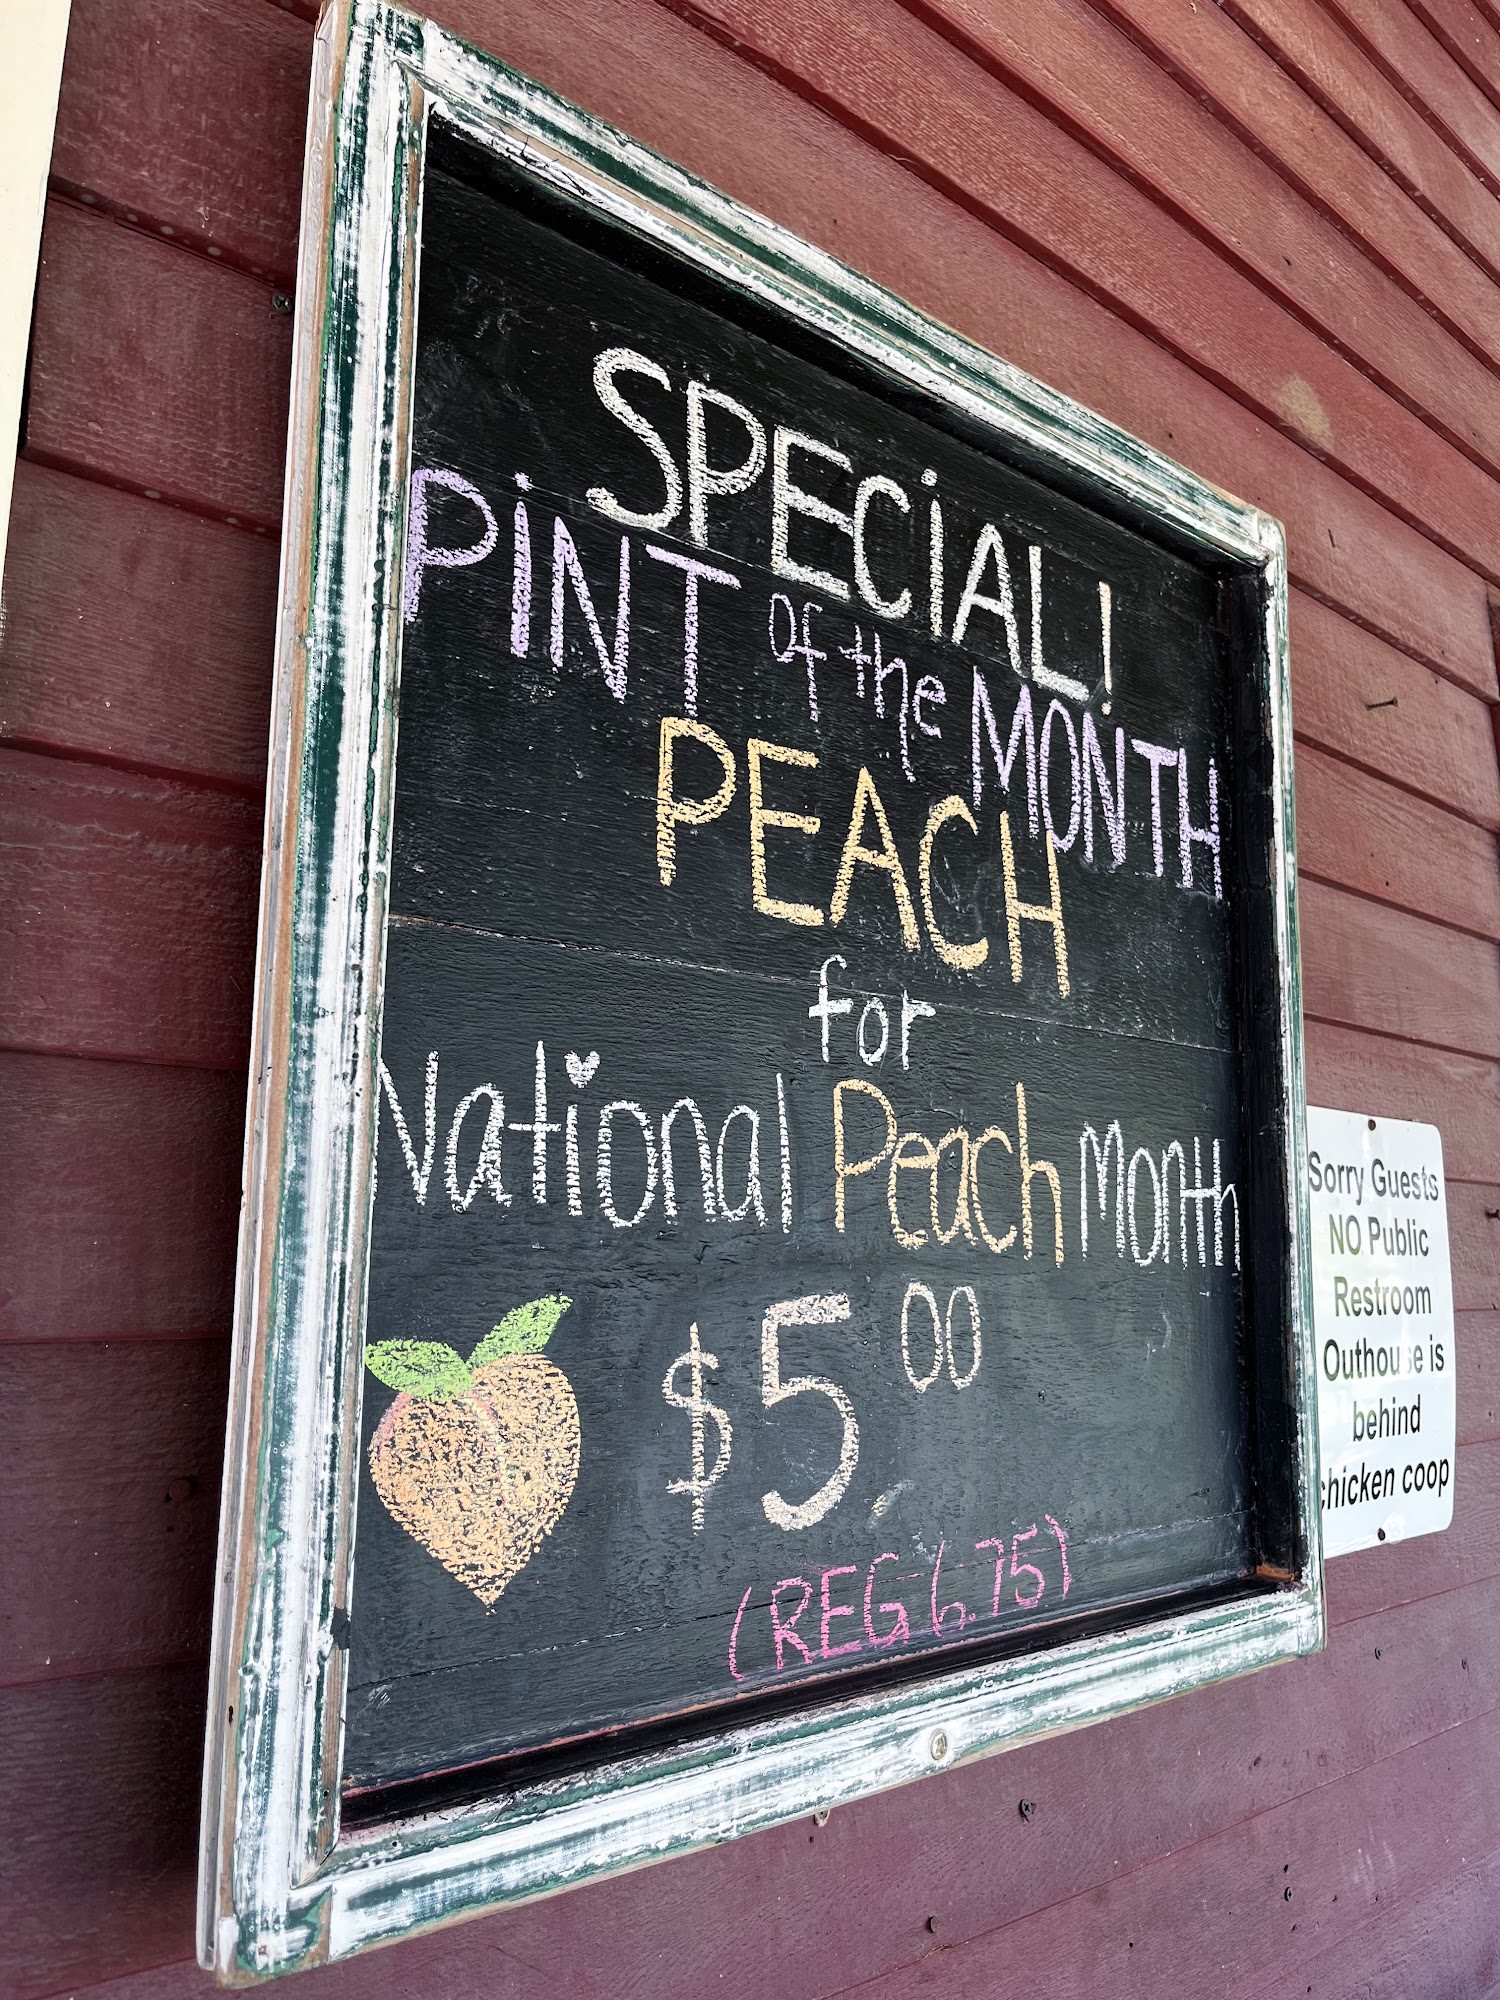 SPECiAL!
PiNT of the MONTH
PEACH
for
National Peach Month
$5.00
(REG 6.75)
Sorry Guests
NO Public
Restroom
Outhouse is
behind
chicken coop